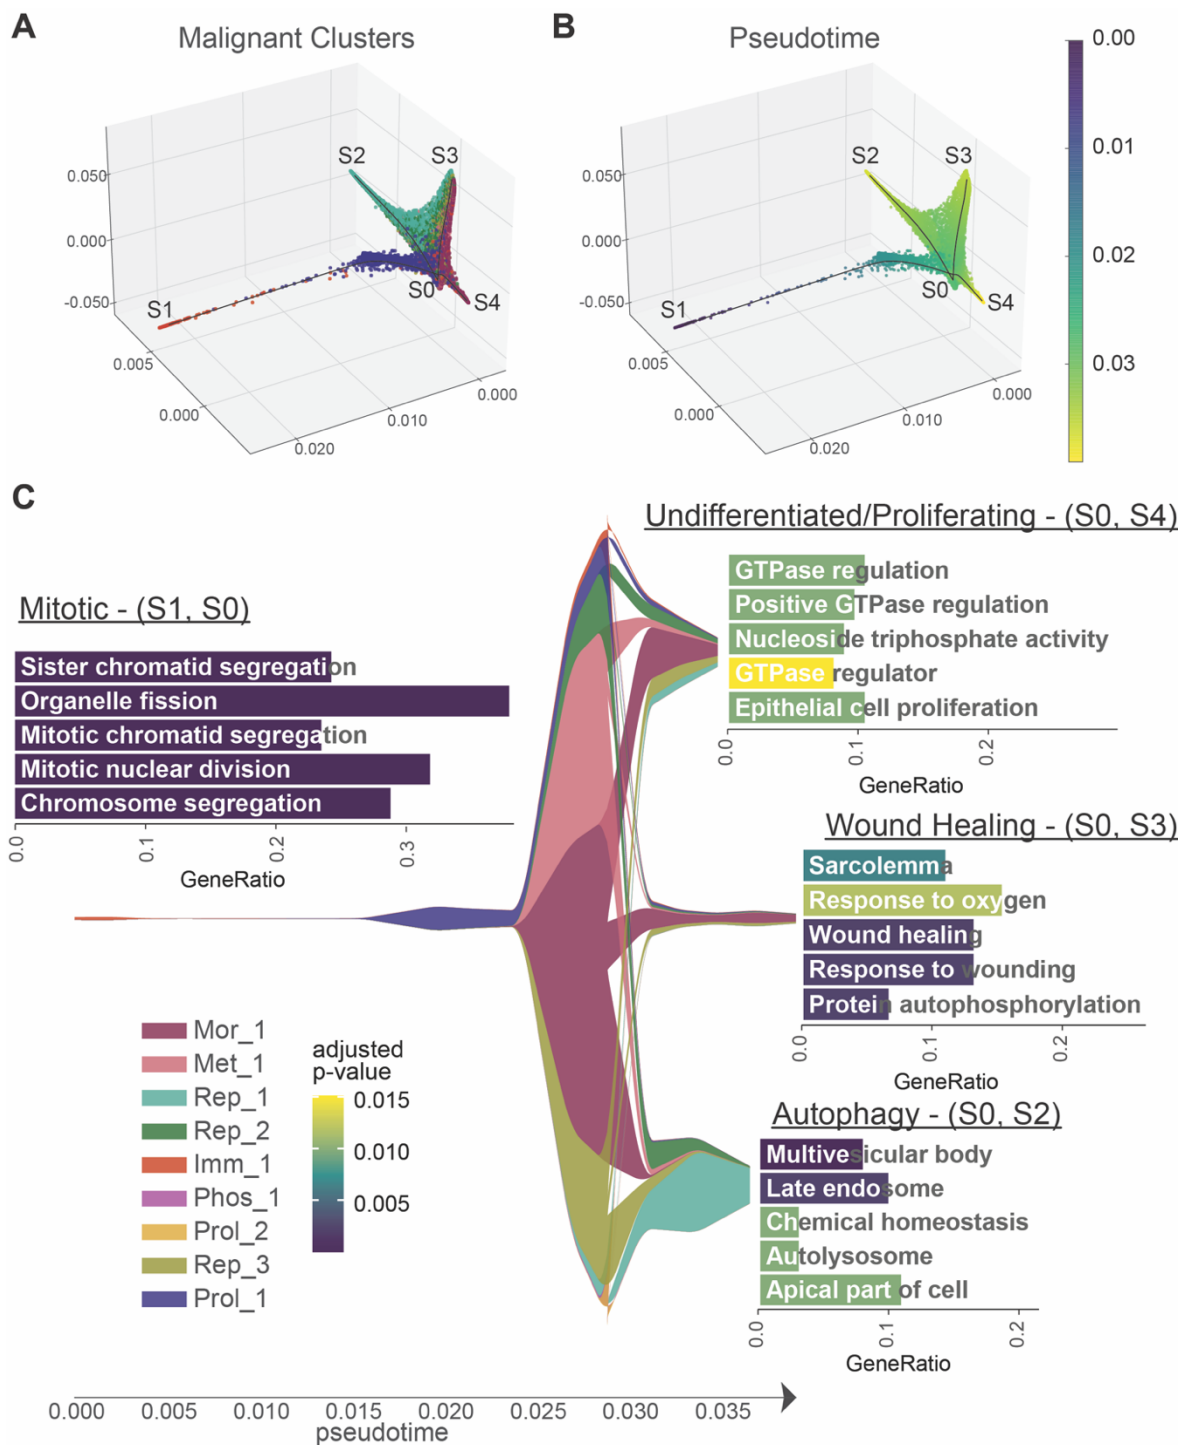 A
Malignant Clusters
S2
S3
0.050
0.000
-0.050
S1
S0
S4
0.005
0.000
0.020
0.010
0.000
B
Pseudotime
S2
S3
0.050
0.000
-0.050
S1
S0
S4
0.005
0.000
0.020
0.010
0.000
0.00
0.01
0.02
0.03
C
Mitotic - (S1, S0)
Sister chromatid segregation
Organelle fission
Mitotic chromatid segregation
Mitotic nuclear division
Chromosome segregation
0.0
0.1
0.2
0.3
GeneRatio
Undifferentiated/Proliferating - (S0, S4)
GTPase regulation
Positive GTPase regulation
Nucleoside triphosphate activity
GTPase regulator
Epithelial cell proliferation
0.0
0.1
0.2
GeneRatio
Wound Healing - (S0, S3)
Sarcolemma
Response to oxygen
Wound healing
Response to wounding
Protein autophosphorylation
0.0
0.1
0.2
GeneRatio
Autophagy - (S0, S2)
Multivesicular body
Late endosome
Chemical homeostasis
Autolysosome
Apical part of cell
0.0
0.1
0.2
GeneRatio
Mor_1
Met_1
Rep_1
Rep_2
Imm_1
Phos_1
Prol_2
Rep_3
Prol_1
adjusted
p-value
0.015
0.010
0.005
0.000
0.005
0.010
0.015
0.020
0.025
0.030
0.035
pseudotime